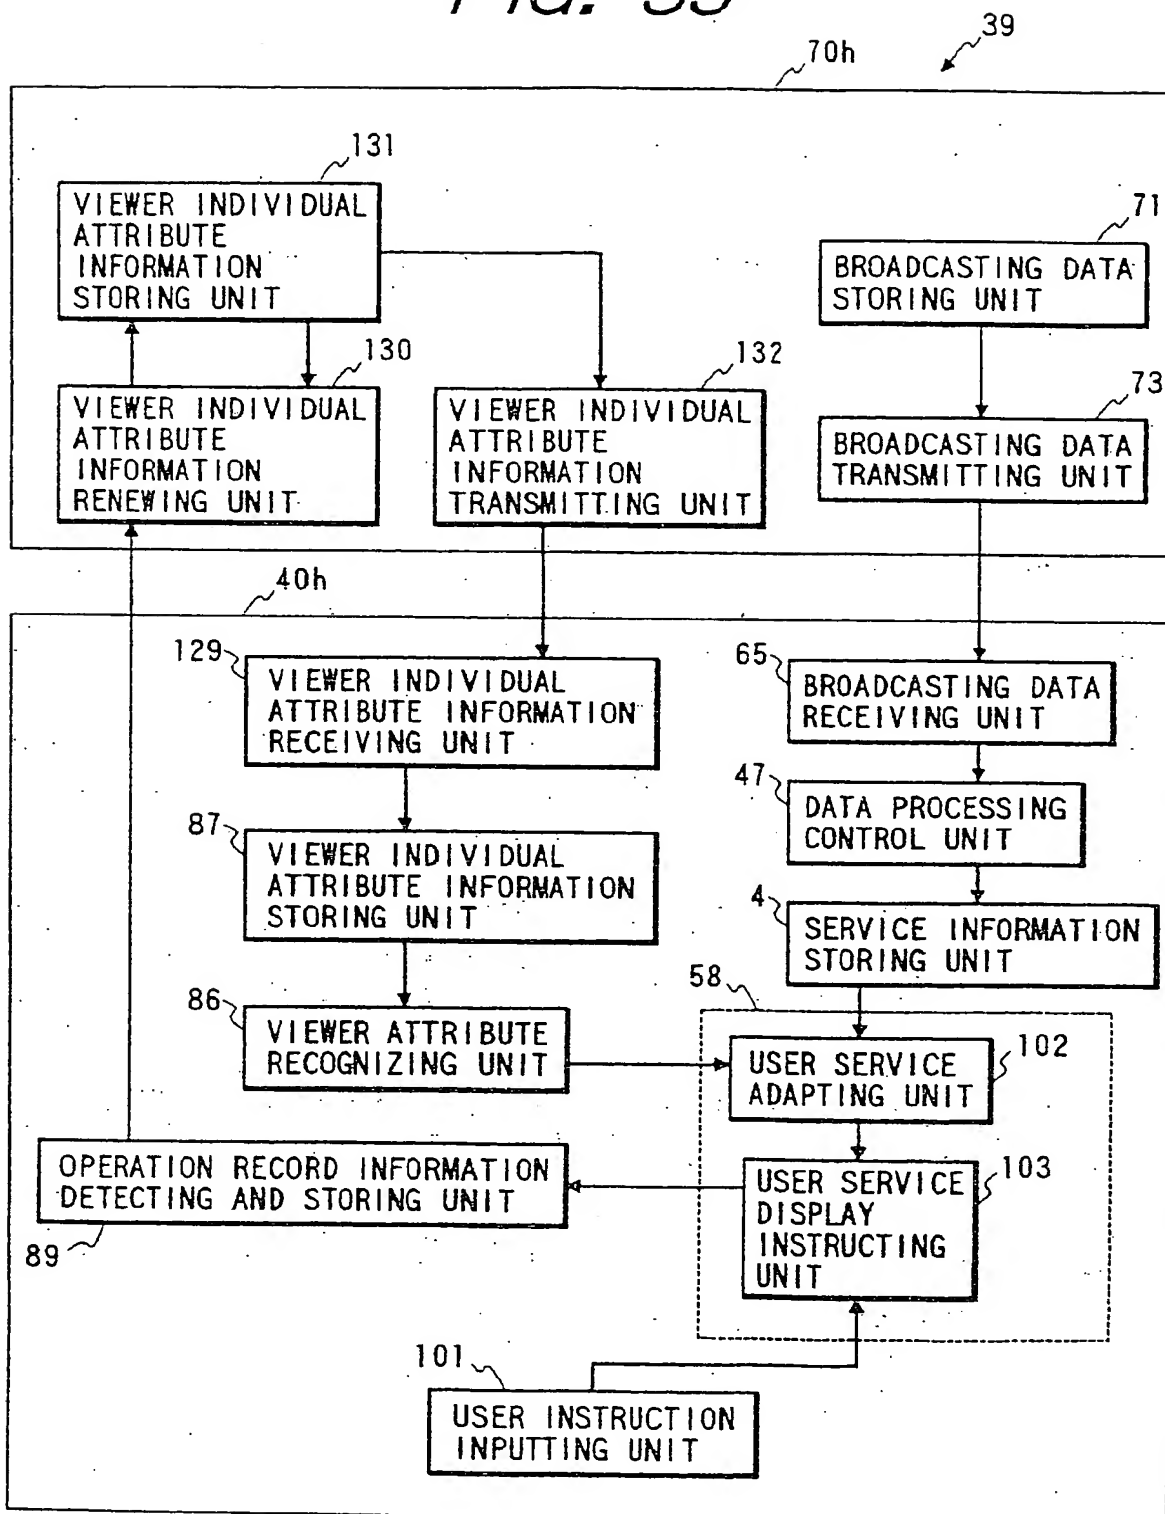 39
70h
131
VIEWER INDIVIDUAL
ATTRIBUTE
INFORMATION
STORING UNIT
71
BROADCASTING DATA
STORING UNIT
130
VIEWER INDIVIDUAL
ATTRIBUTE
INFORMATION
RENEWING UNIT
132
VIEWER INDIVIDUAL
ATTRIBUTE
INFORMATION
TRANSMITTING UNIT
73
BROADCASTING DATA
TRANSMITTING UNIT
40h
129
VIEWER INDIVIDUAL
ATTRIBUTE INFORMATION
RECEIVING UNIT
65
BROADCASTING DATA
RECEIVING UNIT
87
VIEWER INDIVIDUAL
ATTRIBUTE INFORMATION
STORING UNIT
47
DATA PROCESSING
CONTROL UNIT
4
SERVICE INFORMATION
STORING UNIT
86
VIEWER ATTRIBUTE
RECOGNIZING UNIT
58
102
USER SERVICE
ADAPTING UNIT
OPERATION RECORD INFORMATION
DETECTING AND STORING UNIT
89
103
USER SERVICE
DISPLAY
INSTRUCTING
UNIT
101
USER INSTRUCTION
INPUTTING UNIT